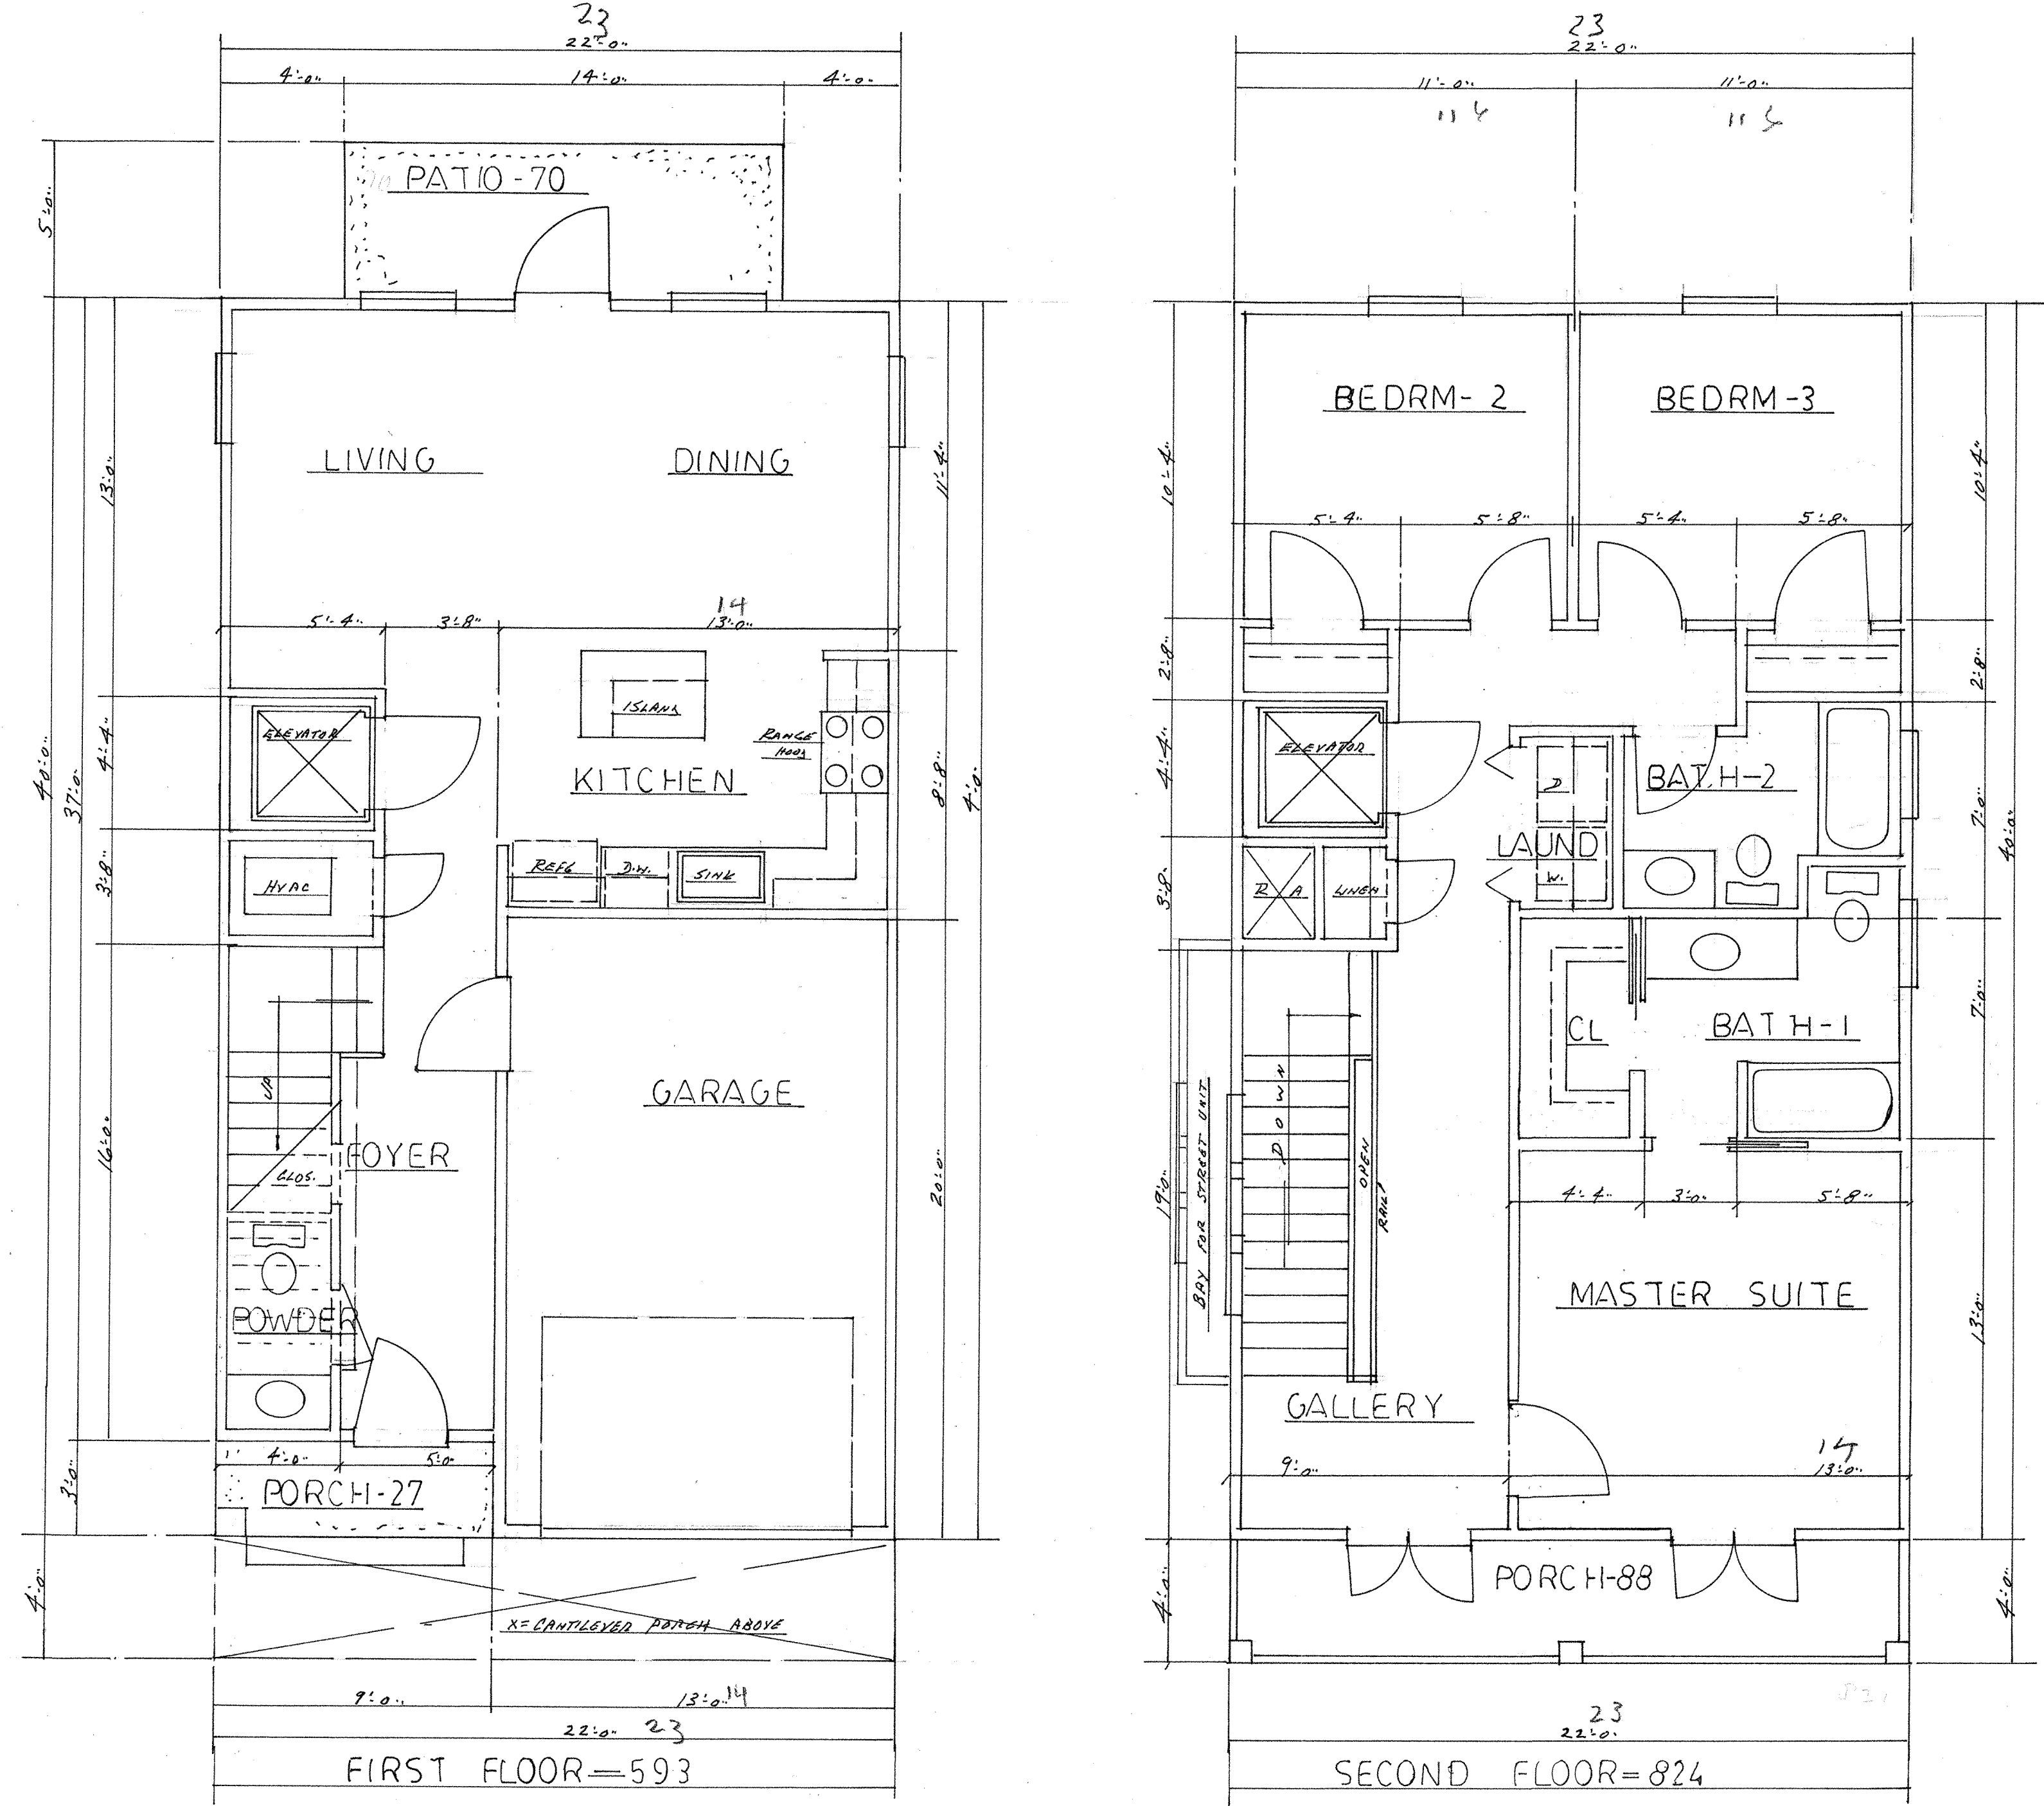 23
22'-0"
4'-0"
14'-0"
4'-0"
5'-0"
PATIO-70
13'-0"
40'-0"
37'-0"
LIVING
DINING
11'-4"
5'-4"
3'-8"
14
13'-0"
ISLAND
RANGE
HOOD
KITCHEN
ELEVATOR
4'-4"
8'-8"
4'-0"
REFG
D.W.
SINK
HVAC
3'-8"
UP
GARAGE
FOYER
CLOS.
16'-0"
20'-0"
POWDER
4'-0"
5'-0"
PORCH-27
3'-0"
4'-0"
X= CANTILEVER PORCH ABOVE
9'-0"
13'-0"
14
22'-0"
23
FIRST FLOOR—593
23
22'-0"
11'-0"
11'-0"
11 6
11 6
BEDRM-2
BEDRM-3
10'-4"
10'-4"
5'-4"
5'-8"
5'-4"
5'-8"
2'-8"
2'-8"
ELEVATOR
4'-4"
D
BATH-2
7'-0"
40'-0"
LAUND
W.
R A
LINEN
3'-8"
CL
BATH-1
7'-0"
DOWN
OPEN
RAIL
BAY FOR STREET UNIT
19'-0"
4'-4"
3'-0"
5'-8"
MASTER SUITE
13'-0"
GALLERY
9'-0"
14
13'-0"
PORCH-88
4'-0"
4'-0"
23
22'-0"
SECOND FLOOR=824